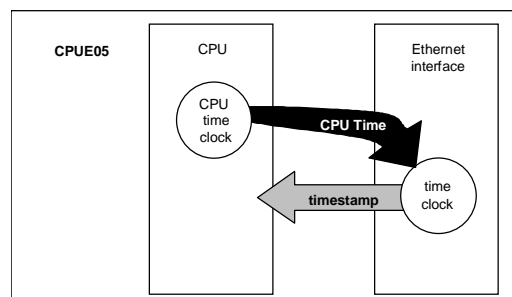 CPUE05
CPU
Ethernet
interface
CPU
time
clock
CPU Time
timestamp
time
clock